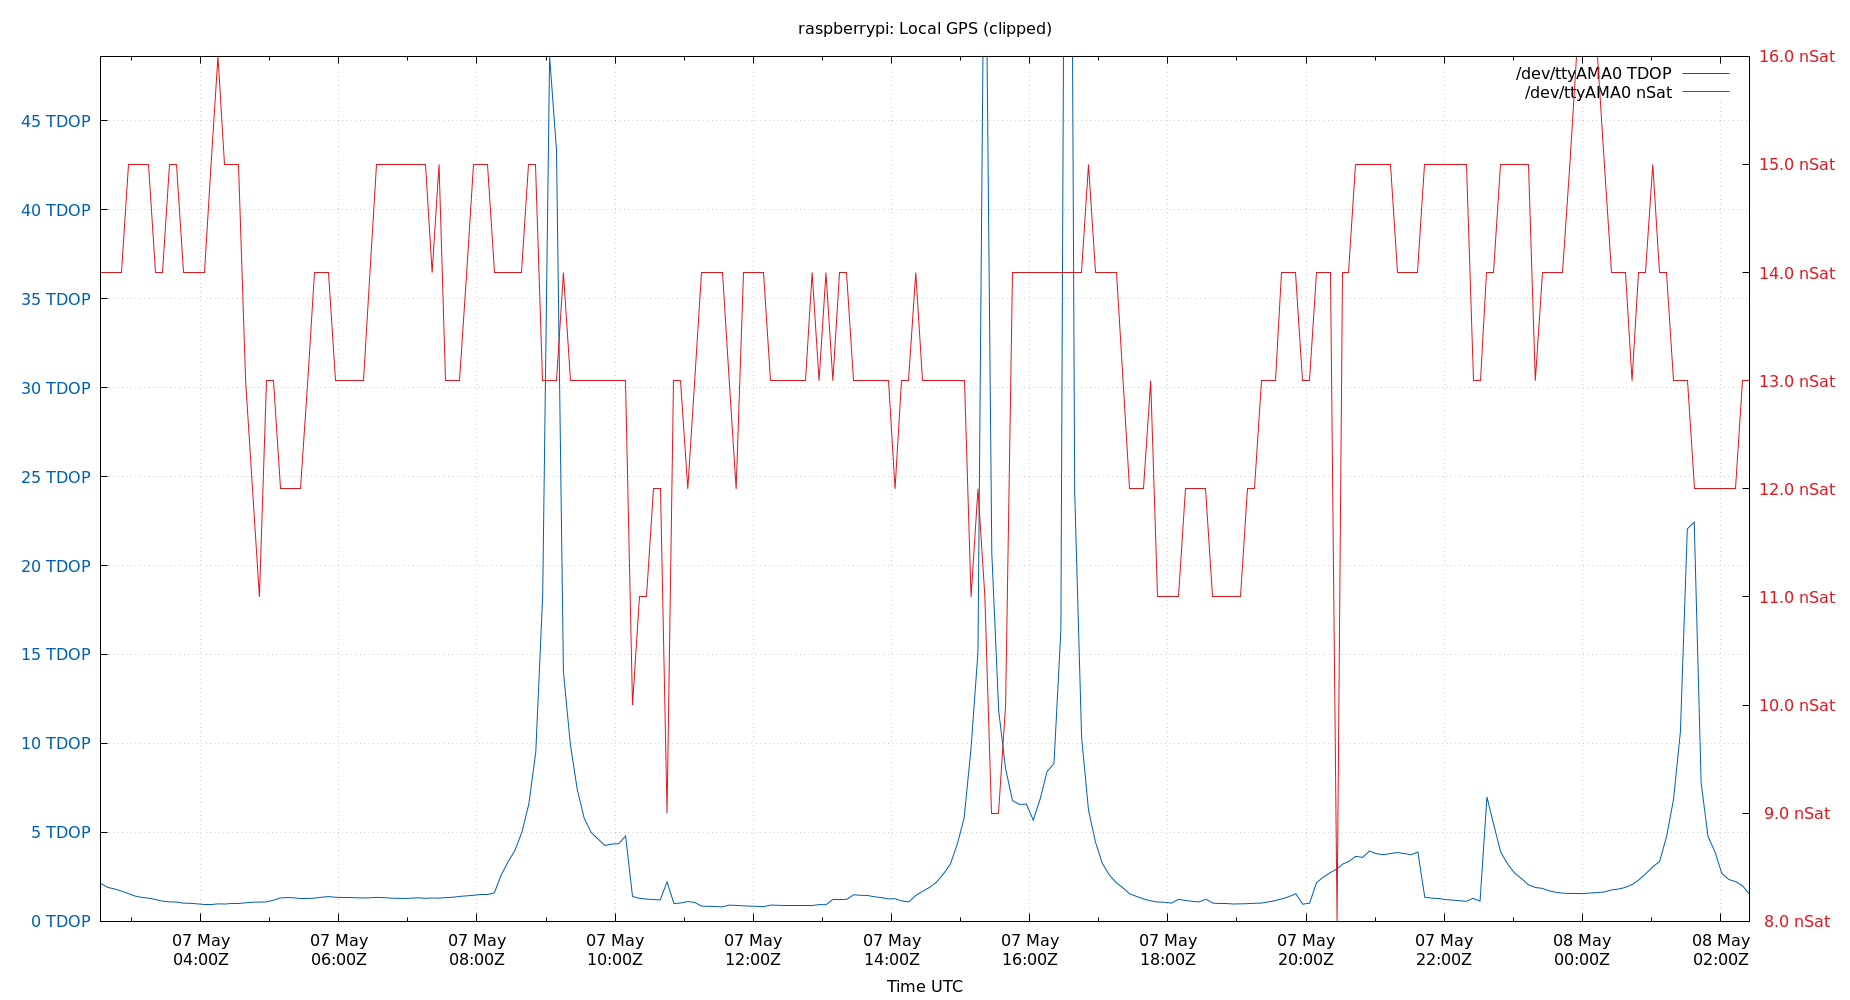 raspberrypi: Local GPS (clipped)
/dev/ttyAMA0 TDOP
/dev/ttyAMA0 nSat
45 TDOP
40 TDOP
35 TDOP
30 TDOP
25 TDOP
20 TDOP
15 TDOP
10 TDOP
5 TDOP
0 TDOP
16.0 nSat
15.0 nSat
14.0 nSat
13.0 nSat
12.0 nSat
11.0 nSat
10.0 nSat
9.0 nSat
8.0 nSat
07 May 07 May 07 May 07 May 07 May 07 May 07 May 07 May 07 May 07 May 08 May 08 May
04:00Z 06:00Z 08:00Z 10:00Z 12:00Z 14:00Z 16:00Z 18:00Z 20:00Z 22:00Z 00:00Z 02:00Z
Time UTC